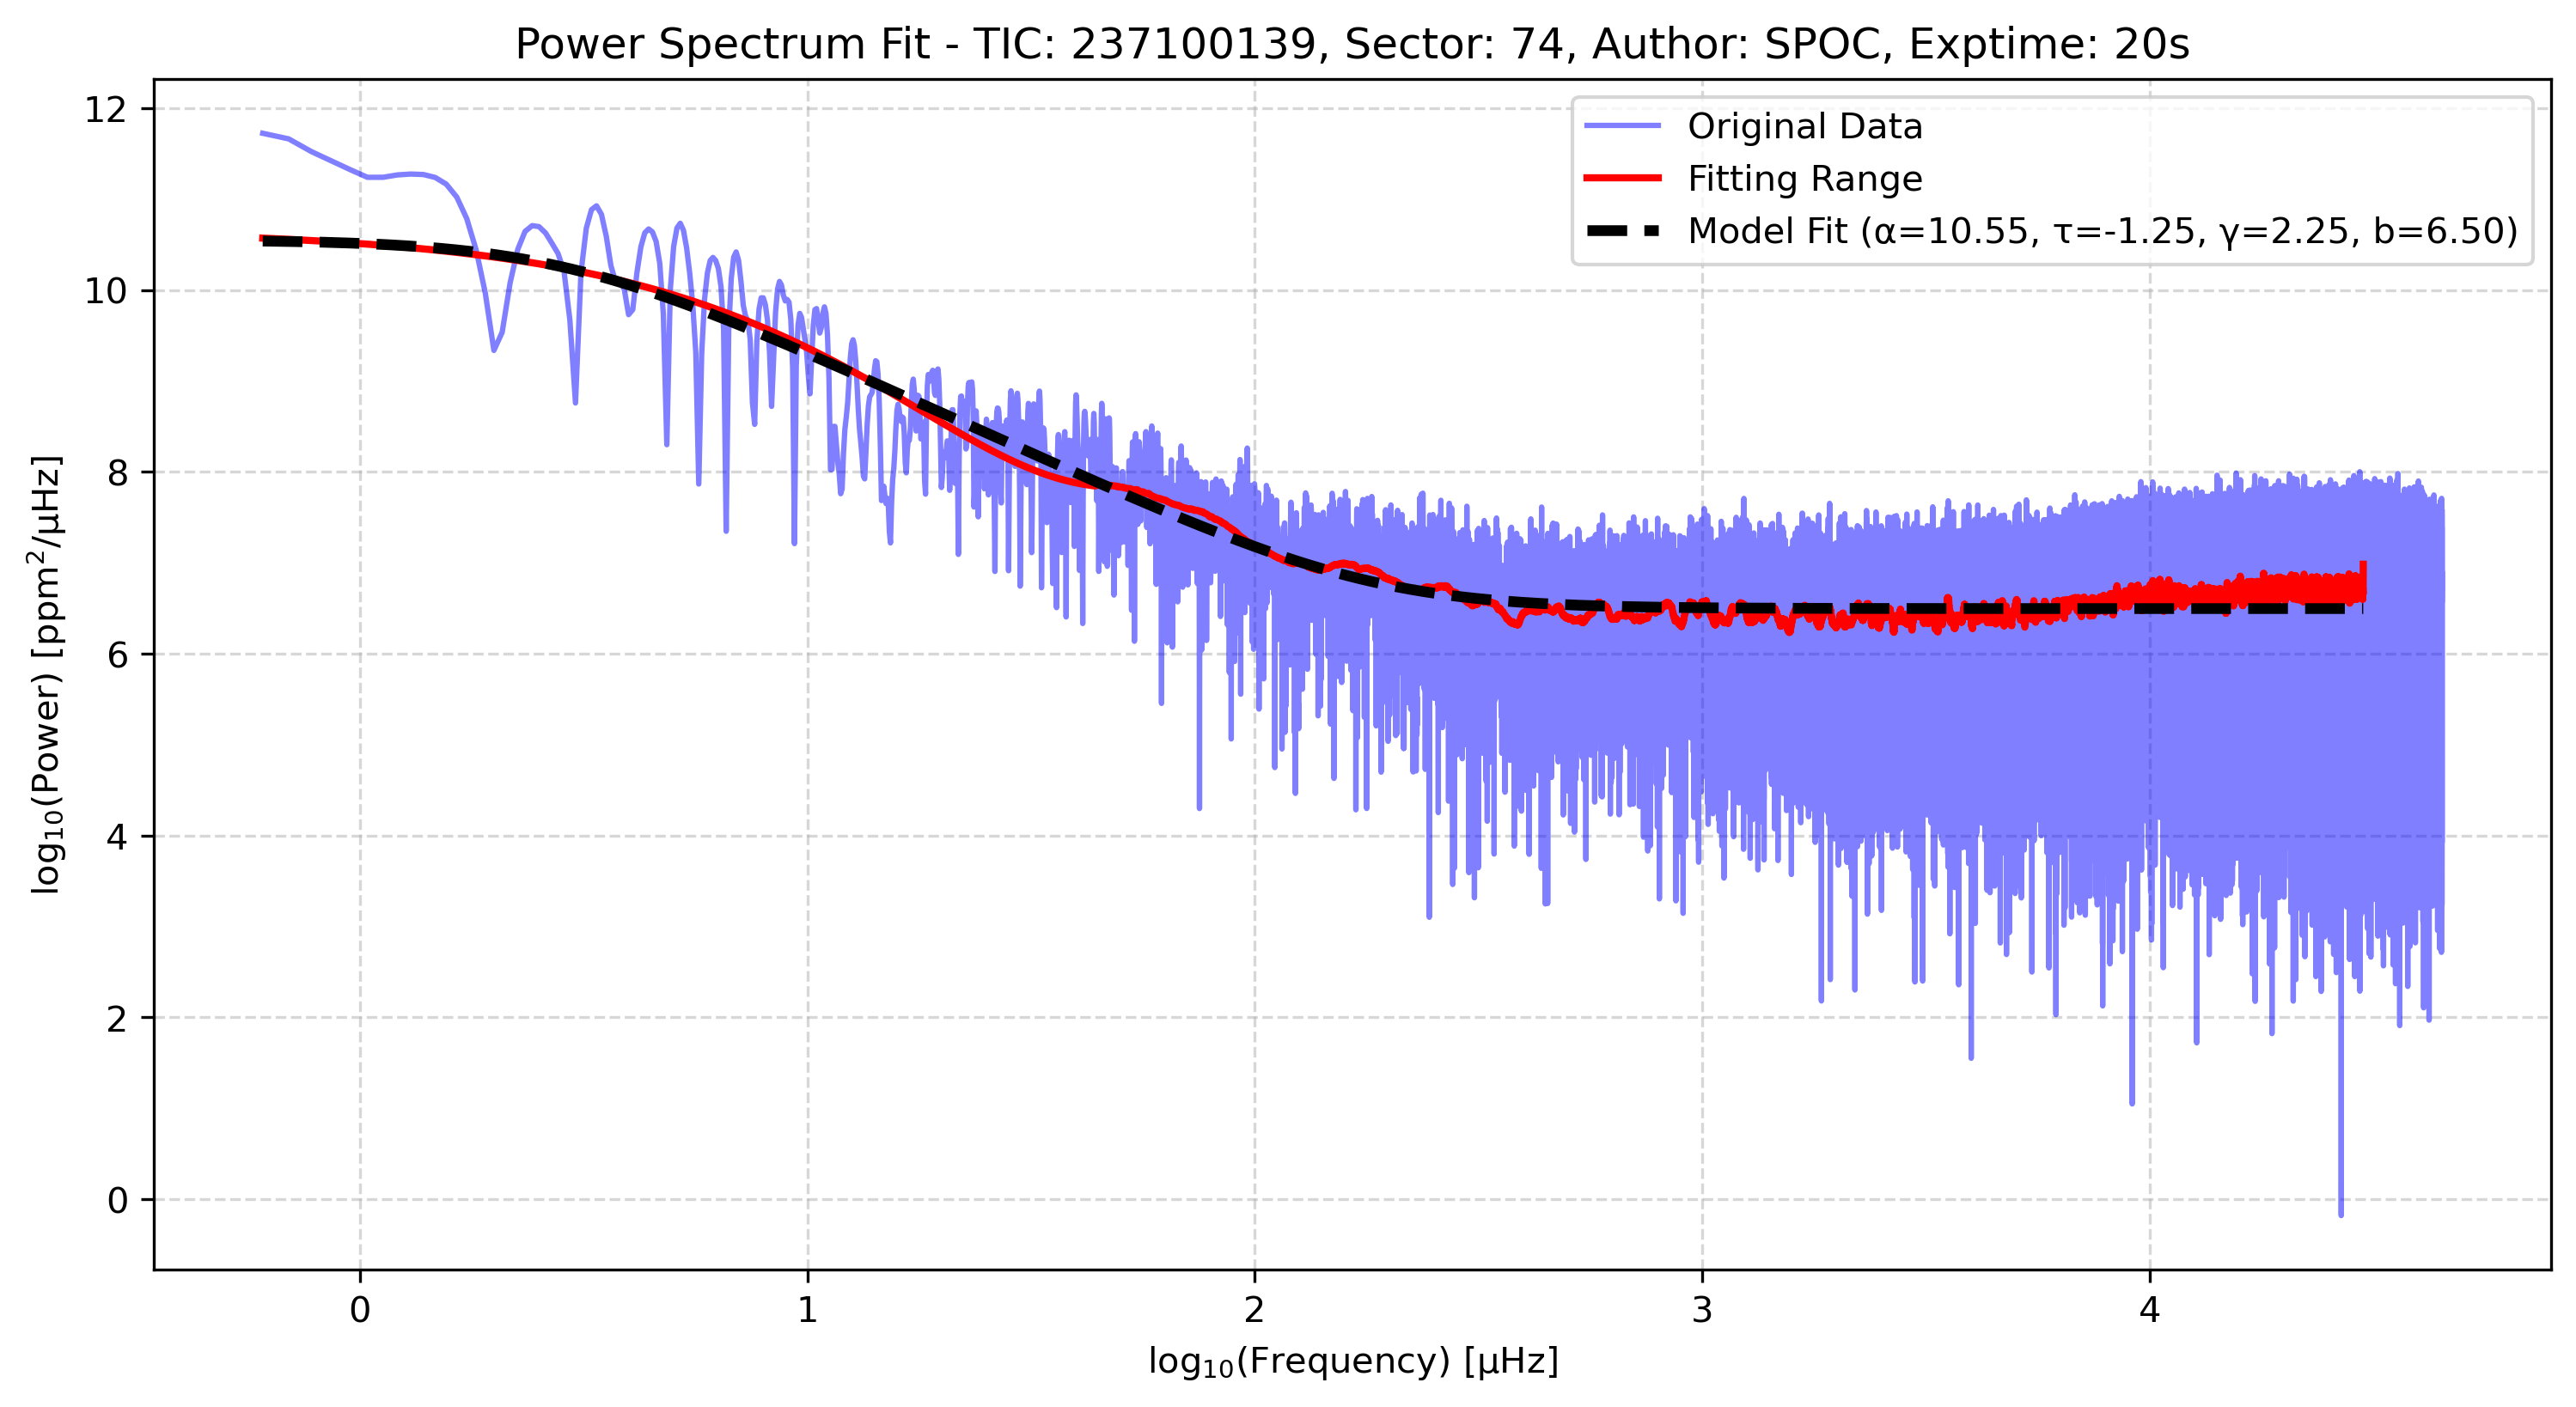 Power Spectrum Fit - TIC: 237100139, Sector: 74, Author: SPOC, Exptime: 20s
Original Data
Fitting Range
Model Fit (α=10.55, τ=-1.25, γ=2.25, b=6.50)
log₁₀(Power) [ppm²/μHz]
12
10
8
6
4
2
0
0 1 2 3 4
log₁₀(Frequency) [μHz]